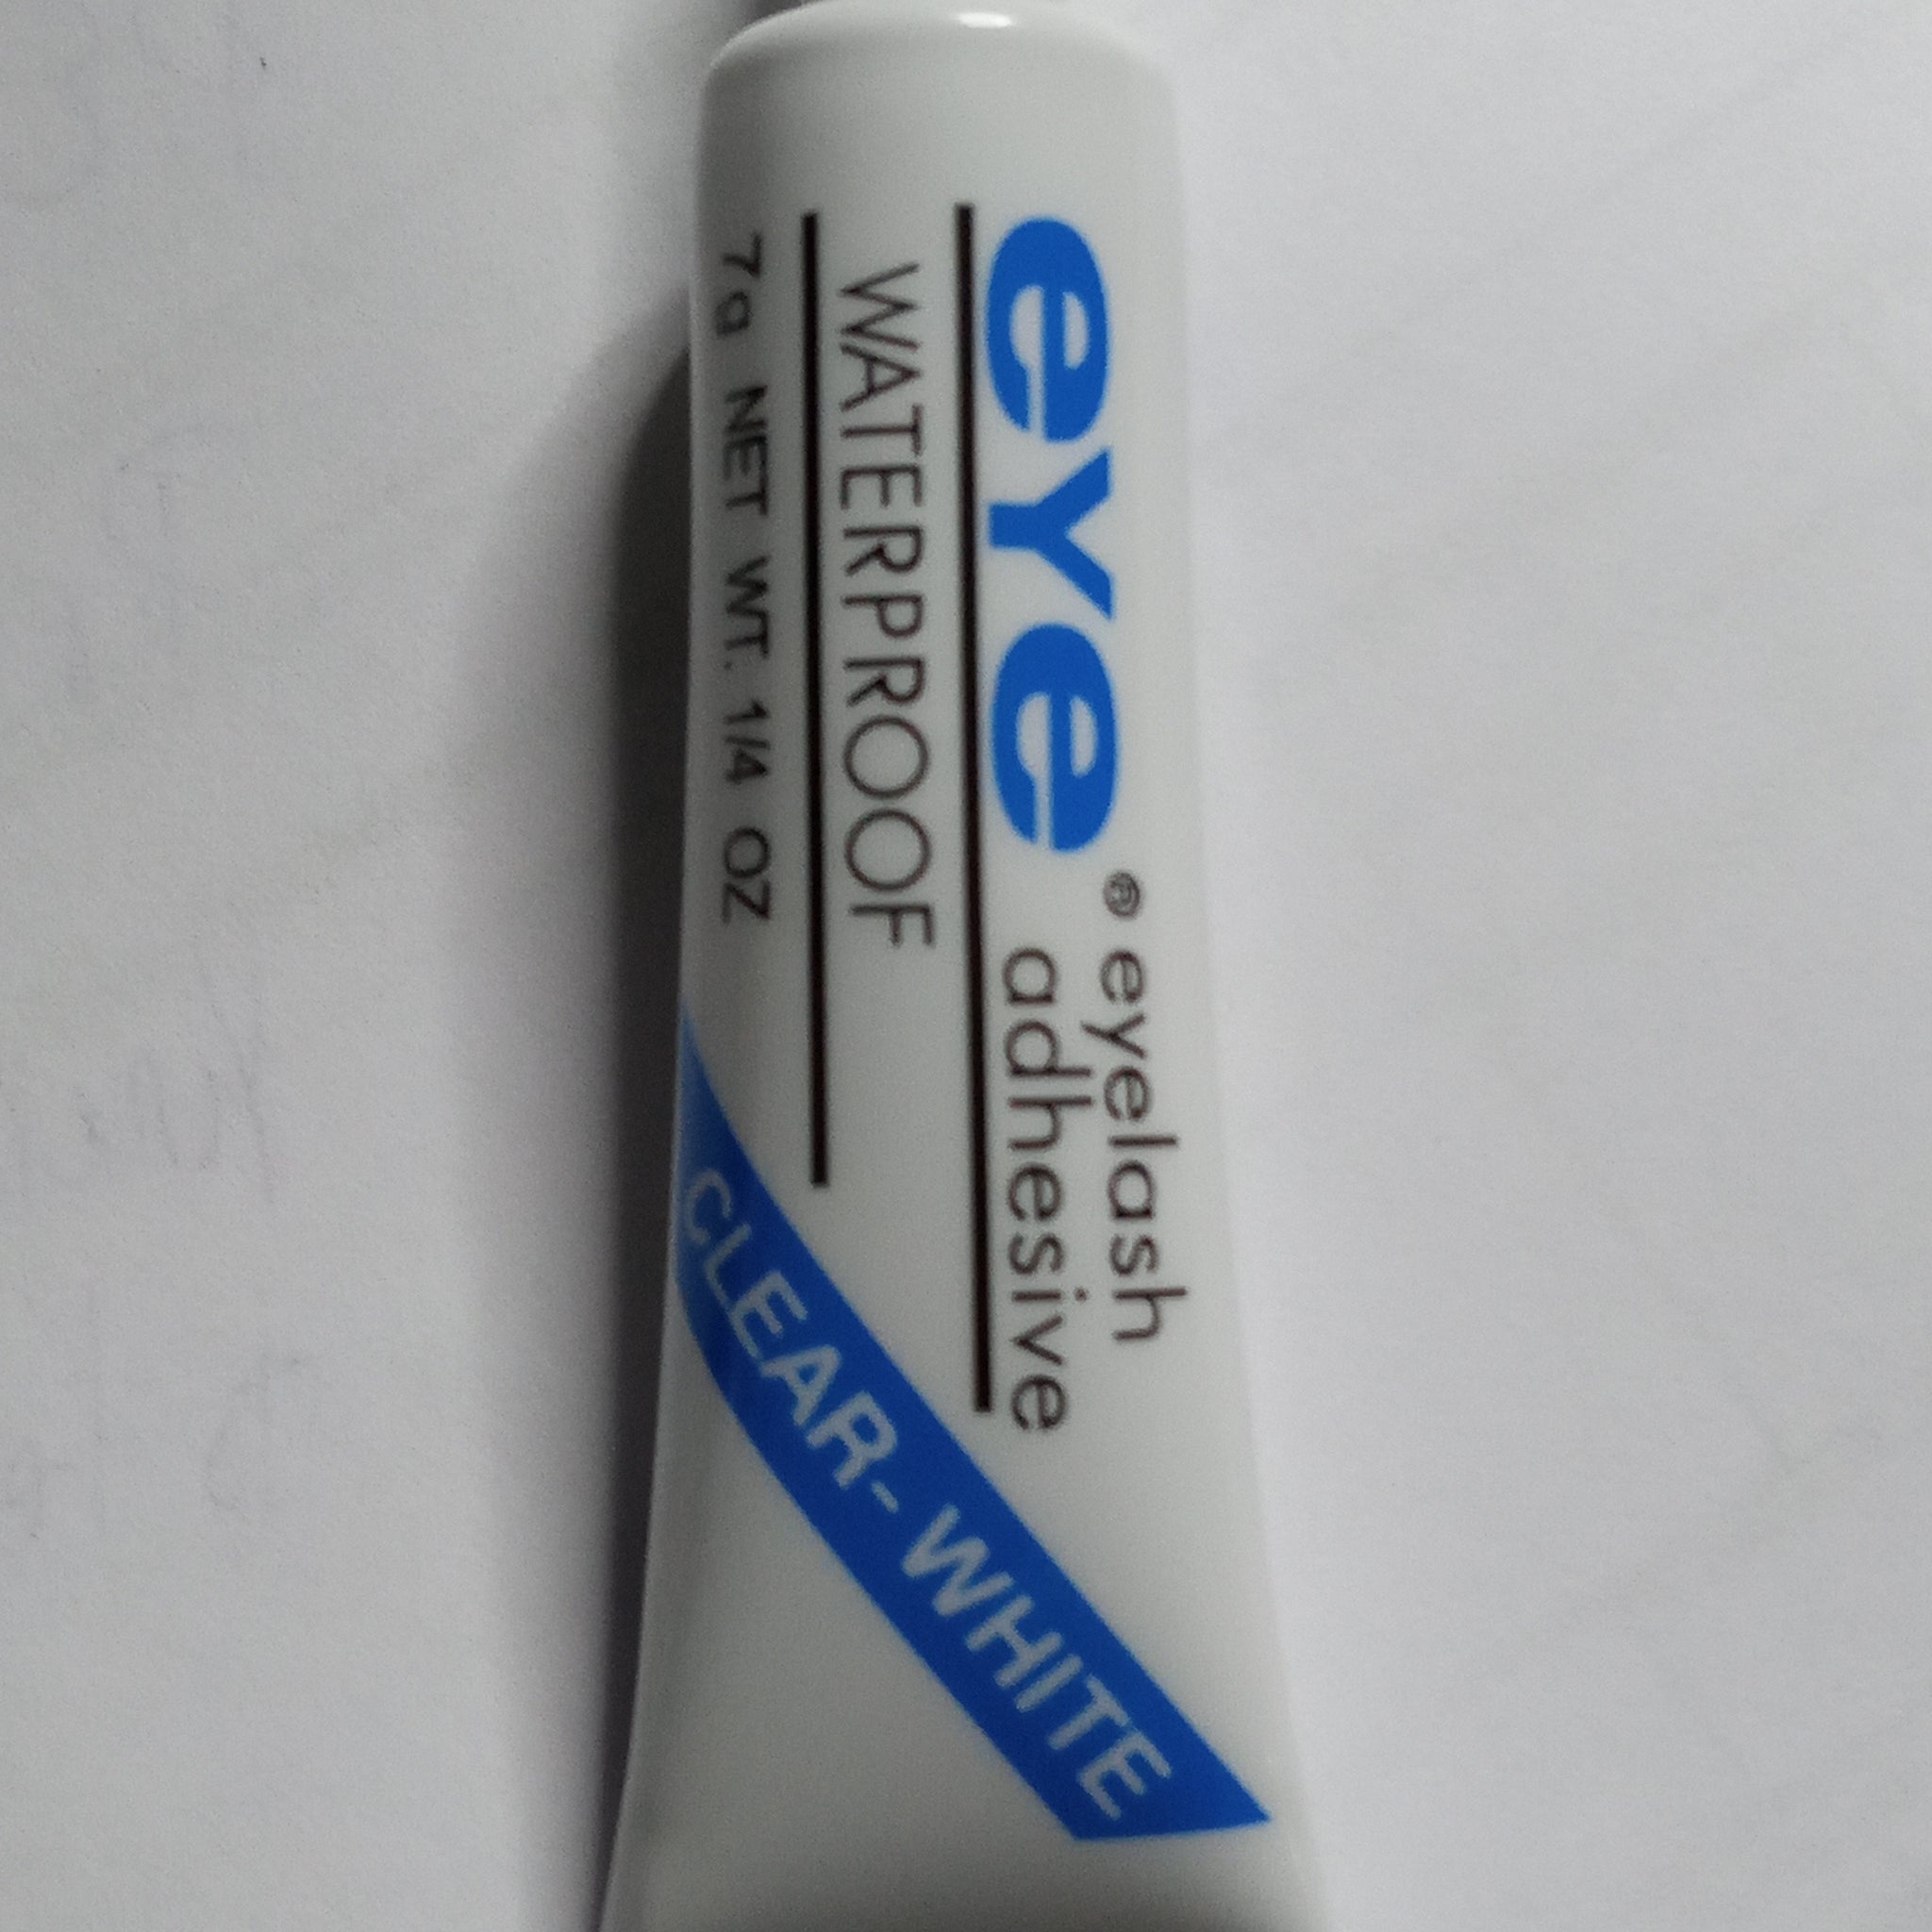 eYe® eyelash
adhesive
WATERPROOF
7g NET WT. 1/4 OZ
CLEAR-WHITE